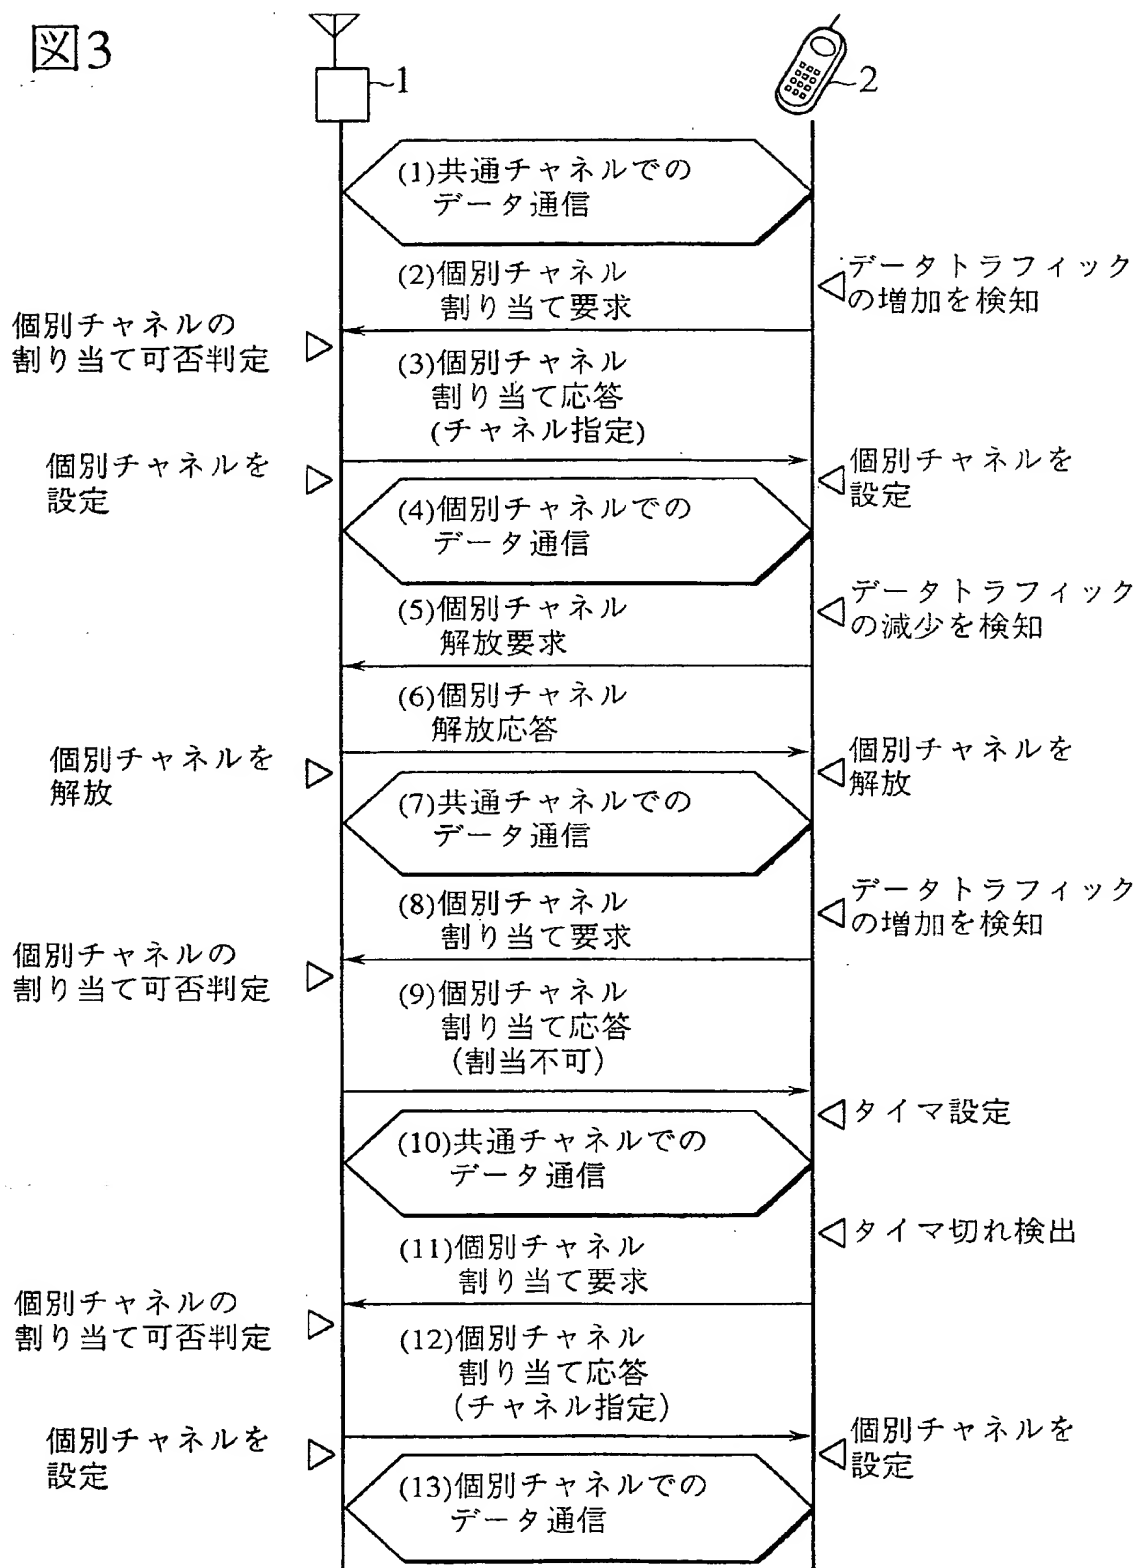 図3
~1
~2
(1)共通チャネルでの
データ通信
(2)個別チャネル
割り当て要求
データトラフィック
の増加を検知
個別チャネルの
割り当て可否判定
(3)個別チャネル
割り当て応答
(チャネル指定)
個別チャネルを
設定
個別チャネルを
設定
(4)個別チャネルでの
データ通信
(5)個別チャネル
解放要求
データトラフィック
の減少を検知
(6)個別チャネル
解放応答
個別チャネルを
解放
個別チャネルを
解放
(7)共通チャネルでの
データ通信
(8)個別チャネル
割り当て要求
データトラフィック
の増加を検知
個別チャネルの
割り当て可否判定
(9)個別チャネル
割り当て応答
(割当不可)
タイマ設定
(10)共通チャネルでの
データ通信
タイマ切れ検出
(11)個別チャネル
割り当て要求
個別チャネルの
割り当て可否判定
(12)個別チャネル
割り当て応答
(チャネル指定)
個別チャネルを
設定
個別チャネルを
設定
(13)個別チャネルでの
データ通信